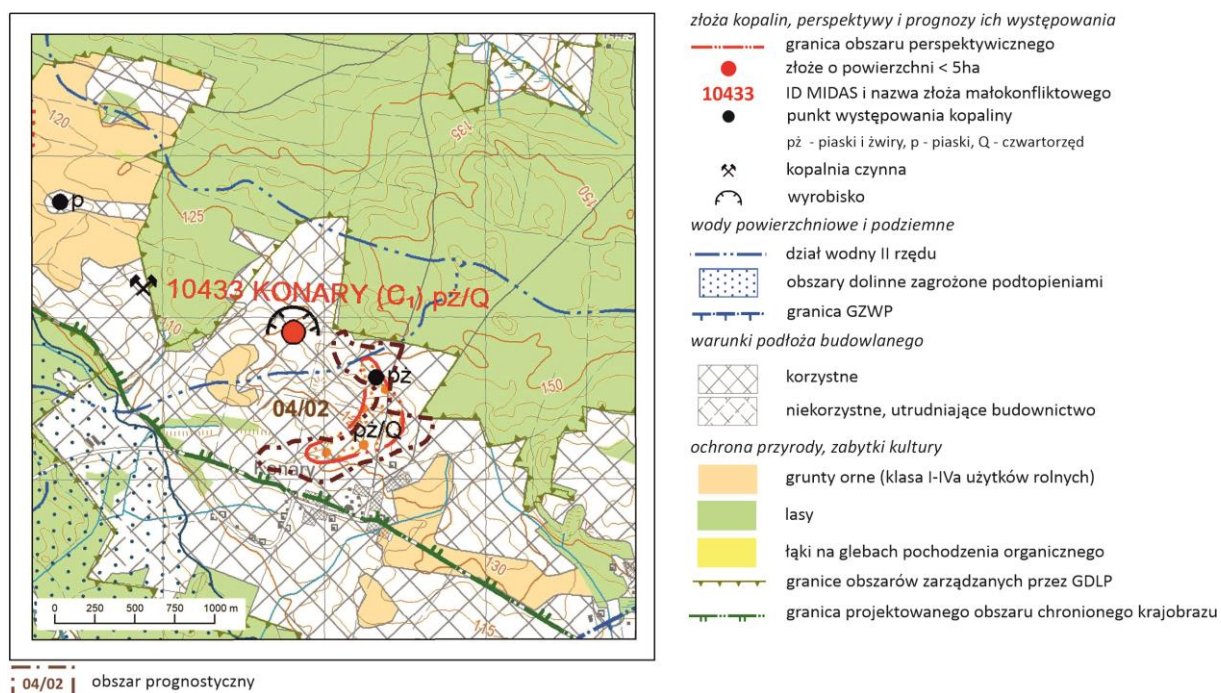 144.5
120
135
150
p
125
10433 KONARY (C₁) pż/Q
110
pż
150
04/02
pż/Q
Konary
130
0 250 500 750 1000 m
115
04/02 obszar prognostyczny
złoża kopalin, perspektywy i prognozy ich występowania
granica obszaru perspektywicznego
złoże o powierzchni < 5ha
10433 ID MIDAS i nazwa złoża małokonfliktowego
punkt występowania kopaliny
pż - piaski i żwiry, p - piaski, Q - czwartorzęd
kopalnia czynna
wyrobisko
wody powierzchniowe i podziemne
dział wodny II rzędu
obszary dolinne zagrożone podtopieniami
granica GZWP
warunki podłoża budowlanego
korzystne
niekorzystne, utrudniające budownictwo
ochrona przyrody, zabytki kultury
grunty orne (klasa I-IVa użytków rolnych)
lasy
łąki na glebach pochodzenia organicznego
granice obszarów zarządzanych przez GDLP
granica projektowanego obszaru chronionego krajobrazu